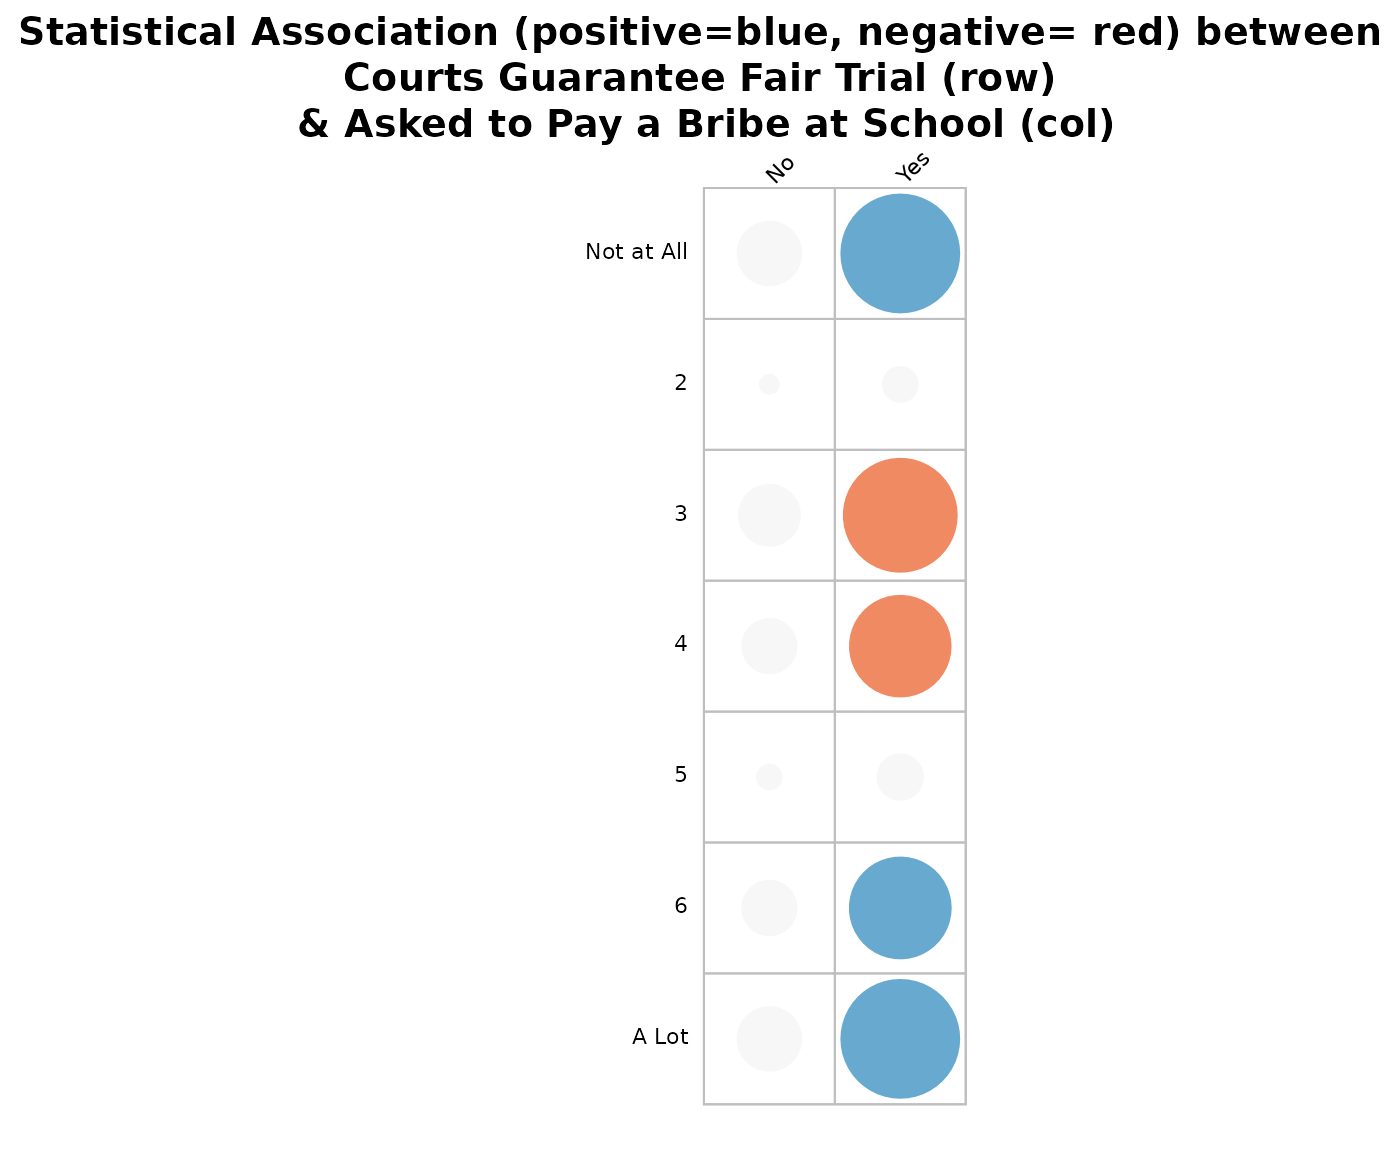 Statistical Association (positive=blue, negative= red) between
Courts Guarantee Fair Trial (row)
& Asked to Pay a Bribe at School (col)
No
Yes
Not at All
2
3
4
5
6
A Lot